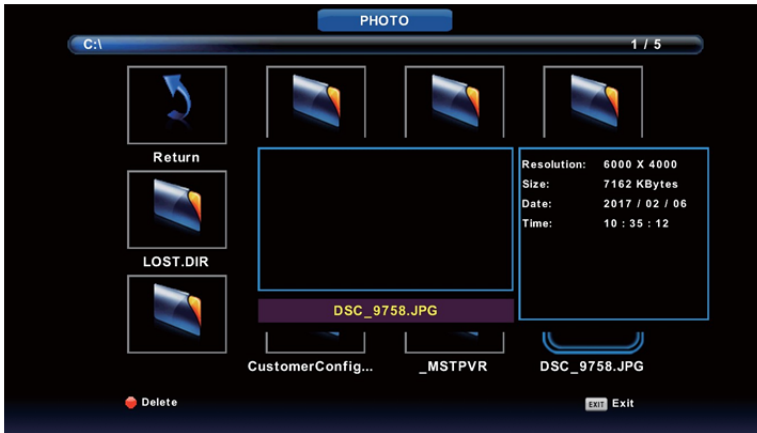 PHOTO
C:\
1 / 5
Return
Resolution: 6000 X 4000
Size: 7162 KBytes
Date: 2017 / 02 / 06
Time: 10 : 35 : 12
LOST.DIR
DSC_9758.JPG
CustomerConfig...
_MSTPVR
DSC_9758.JPG
Delete
EXIT Exit